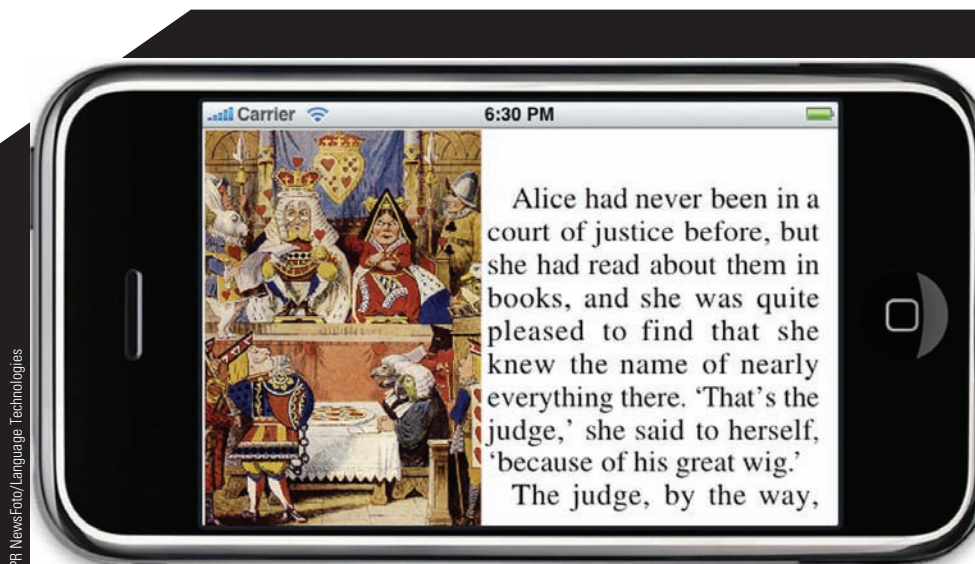 Carrier
6:30 PM
Alice had never been in a
court of justice before, but
she had read about them in
books, and she was quite
pleased to find that she
knew the name of nearly
everything there. ‘That’s the
judge,’ she said to herself,
‘because of his great wig.’
The judge, by the way,
PR NewsFoto/Language Technologies